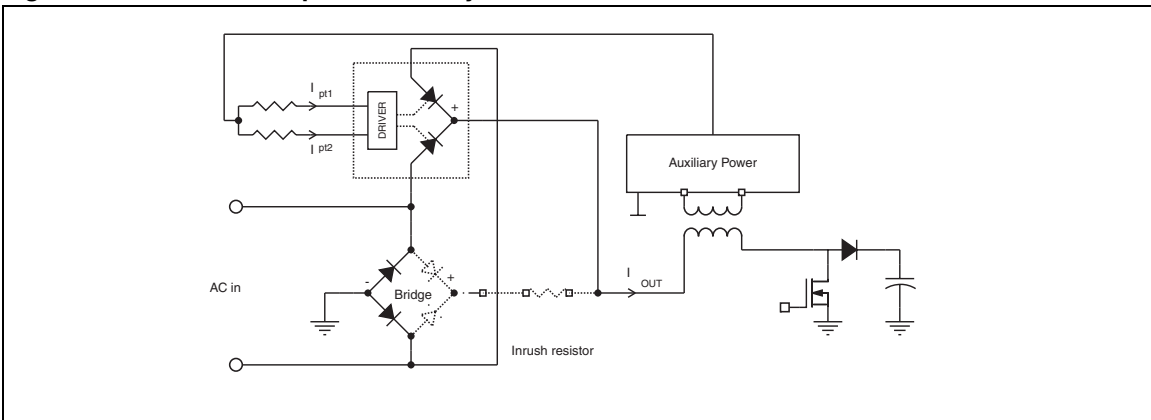 I pt1
+
DRIVER
I pt2
Auxiliary Power
I OUT
AC in
-
Bridge
+
Inrush resistor